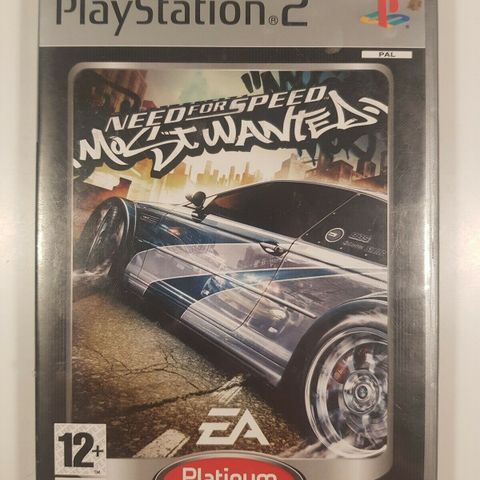 PlayStation®2
PAL
NEED FOR SPEED
MOST WANTED
EA
12+
Platinum